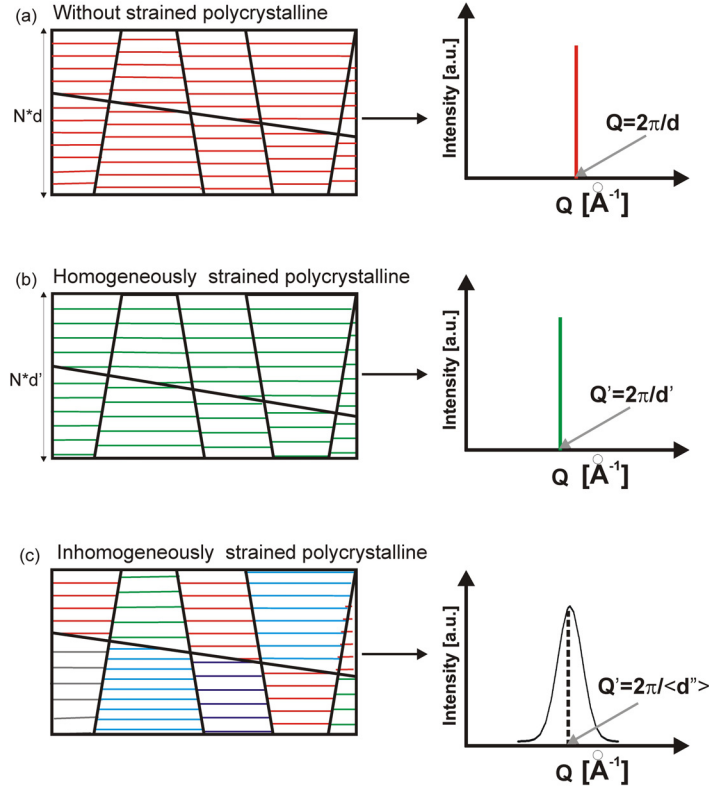 (a) Without strained polycrystalline
N*d
Intensity [a.u.]
Q=2π/d
Q [Å⁻¹]
(b) Homogeneously strained polycrystalline
N*d'
Intensity [a.u.]
Q'=2π/d'
Q [Å⁻¹]
(c) Inhomogeneously strained polycrystalline
Intensity [a.u.]
Q'=2π/<d">
Q [Å⁻¹]